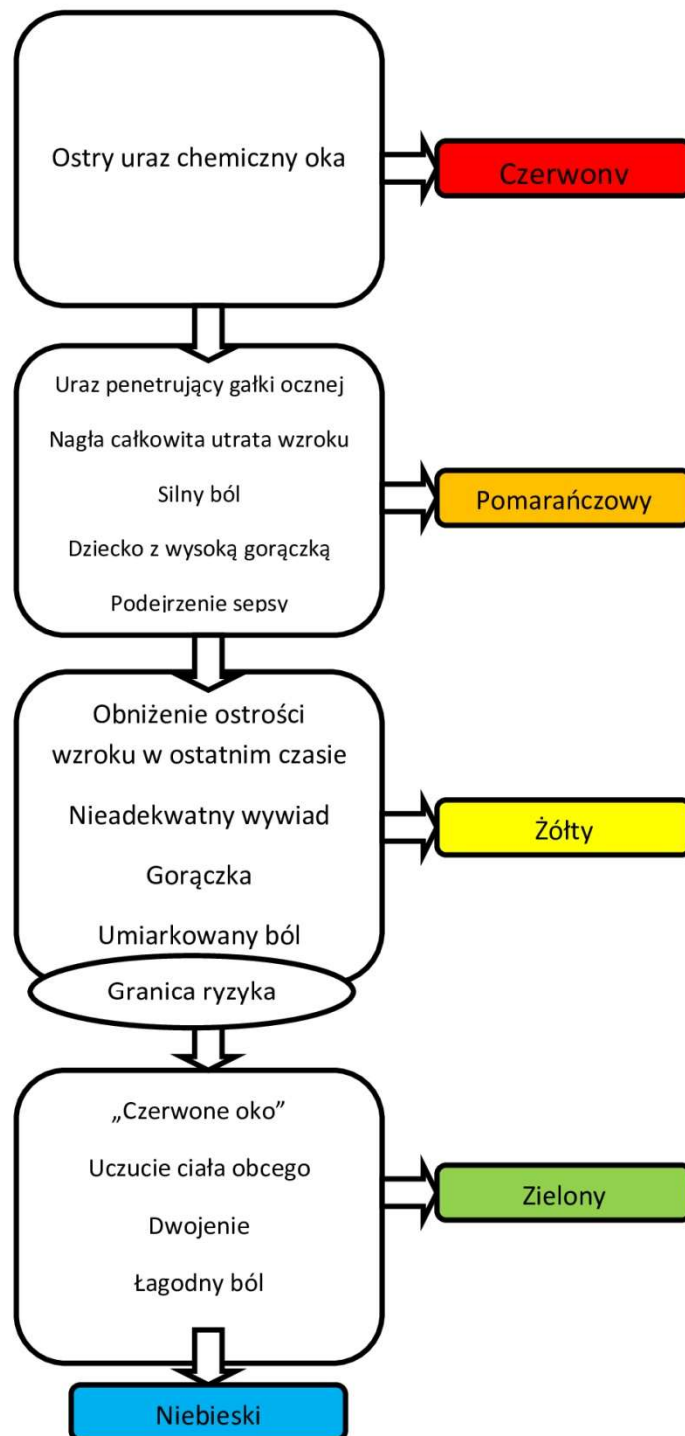 Ostry uraz chemiczny oka
Czerwony
Uraz penetrujący gałki ocznej
Nagła całkowita utrata wzroku
Silny ból
Dziecko z wysoką gorączką
Podejrzenie sepsy
Pomarańczowy
Obniżenie ostrości
wzroku w ostatnim czasie
Nieadekwatny wywiad
Gorączka
Umiarkowany ból
Żółty
Granica ryzyka
„Czerwone oko”
Uczucie ciała obcego
Dwojenie
Łagodny ból
Zielony
Niebieski